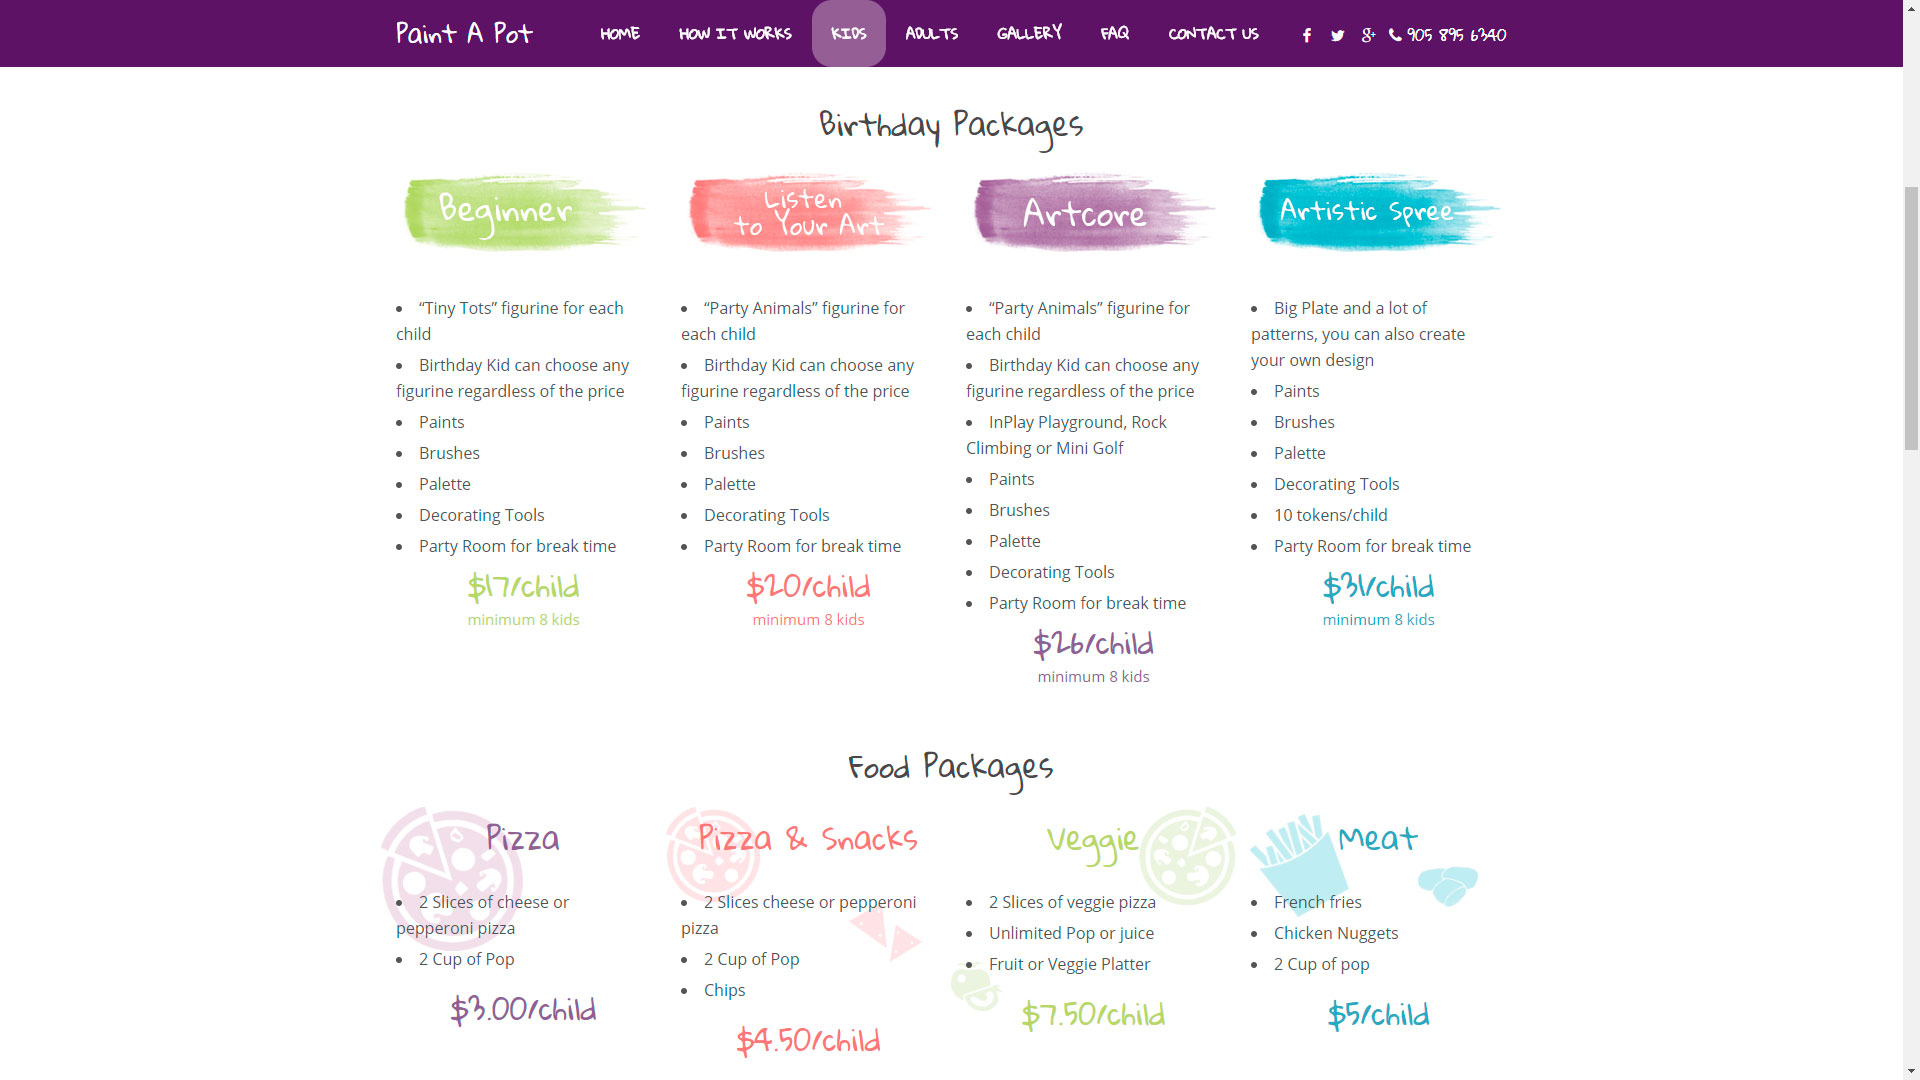 Paint A Pot HOME HOW IT WORKS KIDS ADULTS GALLERY FAQ CONTACT US 905 895 6340
Birthday Packages
Beginner
“Tiny Tots” figurine for each
child
Birthday Kid can choose any
figurine regardless of the price
Paints
Brushes
Palette
Decorating Tools
Party Room for break time
$17/child
minimum 8 kids
Listen
to Your Art
“Party Animals” figurine for
each child
Birthday Kid can choose any
figurine regardless of the price
Paints
Brushes
Palette
Decorating Tools
Party Room for break time
$20/child
minimum 8 kids
Artcore
“Party Animals” figurine for
each child
Birthday Kid can choose any
figurine regardless of the price
InPlay Playground, Rock
Climbing or Mini Golf
Paints
Brushes
Palette
Decorating Tools
Party Room for break time
$26/child
minimum 8 kids
Artistic Spree
Big Plate and a lot of
patterns, you can also create
your own design
Paints
Brushes
Palette
Decorating Tools
10 tokens/child
Party Room for break time
$31/child
minimum 8 kids
Food Packages
Pizza
2 Slices of cheese or
pepperoni pizza
2 Cup of Pop
$3.00/child
Pizza & Snacks
2 Slices cheese or pepperoni
pizza
2 Cup of Pop
Chips
$4.50/child
Veggie
2 Slices of veggie pizza
Unlimited Pop or juice
Fruit or Veggie Platter
$7.50/child
Meat
French fries
Chicken Nuggets
2 Cup of pop
$5/child